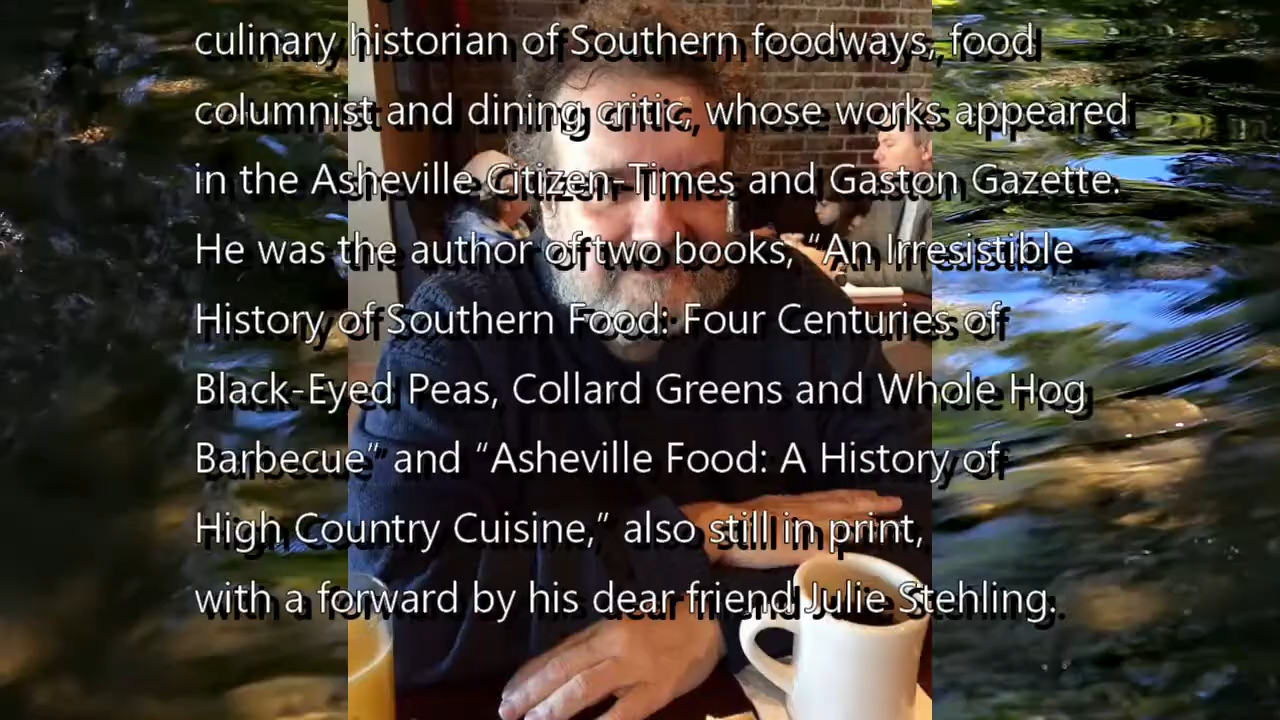 culinary historian of Southern foodways, food
columnist and dining critic, whose works appeared
in the Asheville Citizen-Times and Gaston Gazette.
He was the author of two books, “An Irresistible
History of Southern Food: Four Centuries of
Black-Eyed Peas, Collard Greens and Whole Hog
Barbecue” and “Asheville Food: A History of
High Country Cuisine,” also still in print,
with a forward by his dear friend Julie Stehling.